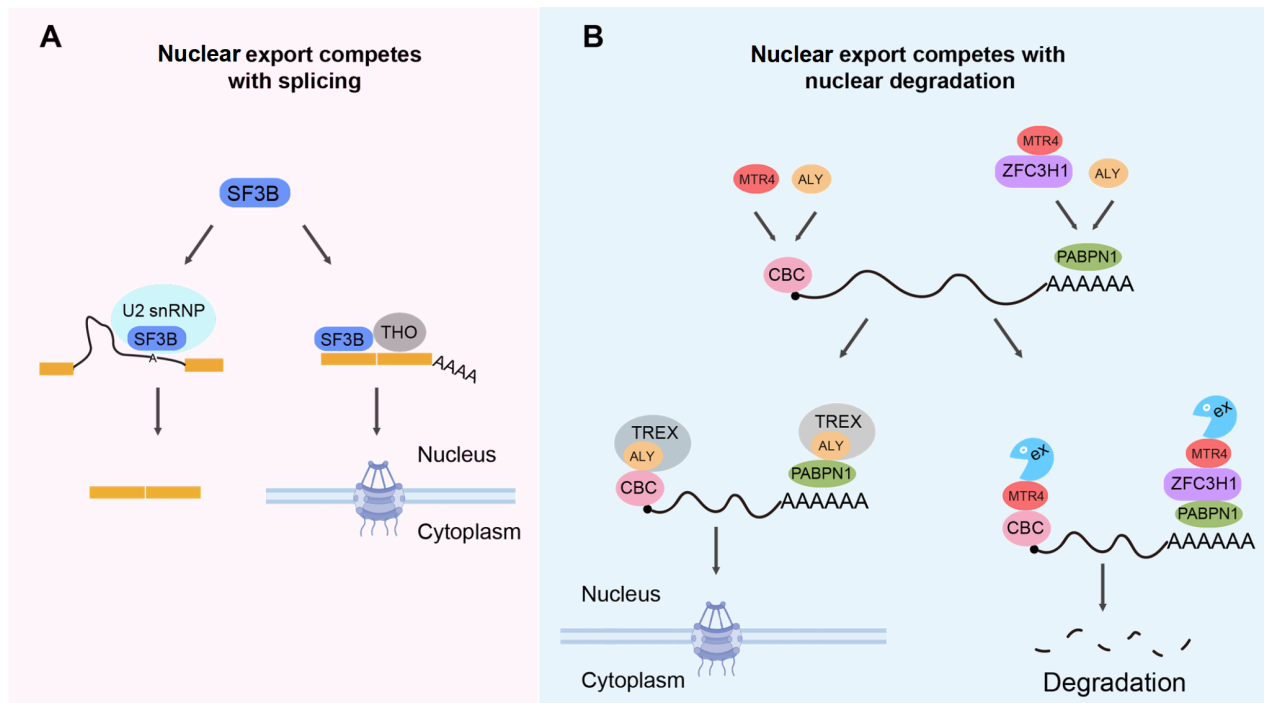 A
Nuclear export competes
with splicing
SF3B
U2 snRNP
SF3B
A
SF3B
THO
AAAA
Nucleus
Cytoplasm
B
Nuclear export competes with
nuclear degradation
MTR4
ALY
MTR4
ZFC3H1
ALY
CBC
PABPN1
AAAAAA
TREX
ALY
CBC
TREX
ALY
PABPN1
AAAAAA
Nucleus
Cytoplasm
ex
MTR4
CBC
ex
MTR4
ZFC3H1
PABPN1
AAAAAA
Degradation